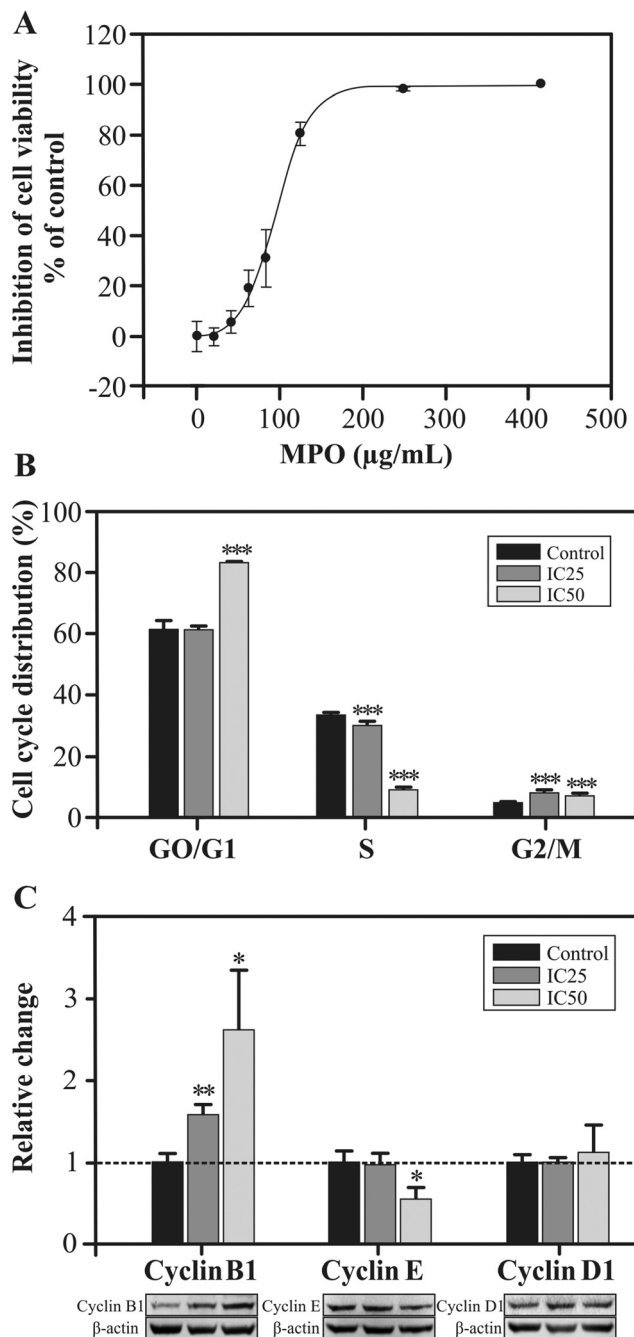 A
Inhibition of cell viability
% of control
120
100
80
60
40
20
0
-20
0
100
200
300
400
500
MPO (µg/mL)
B
Cell cycle distribution (%)
100
80
60
40
20
0
***
***
***
***
***
Control
IC25
IC50
GO/G1
S
G2/M
C
Relative change
4
3
2
1
0
**
*
*
Control
IC25
IC50
Cyclin B1
Cyclin E
Cyclin D1
Cyclin B1
Cyclin E
Cyclin D1
β-actin
β-actin
β-actin